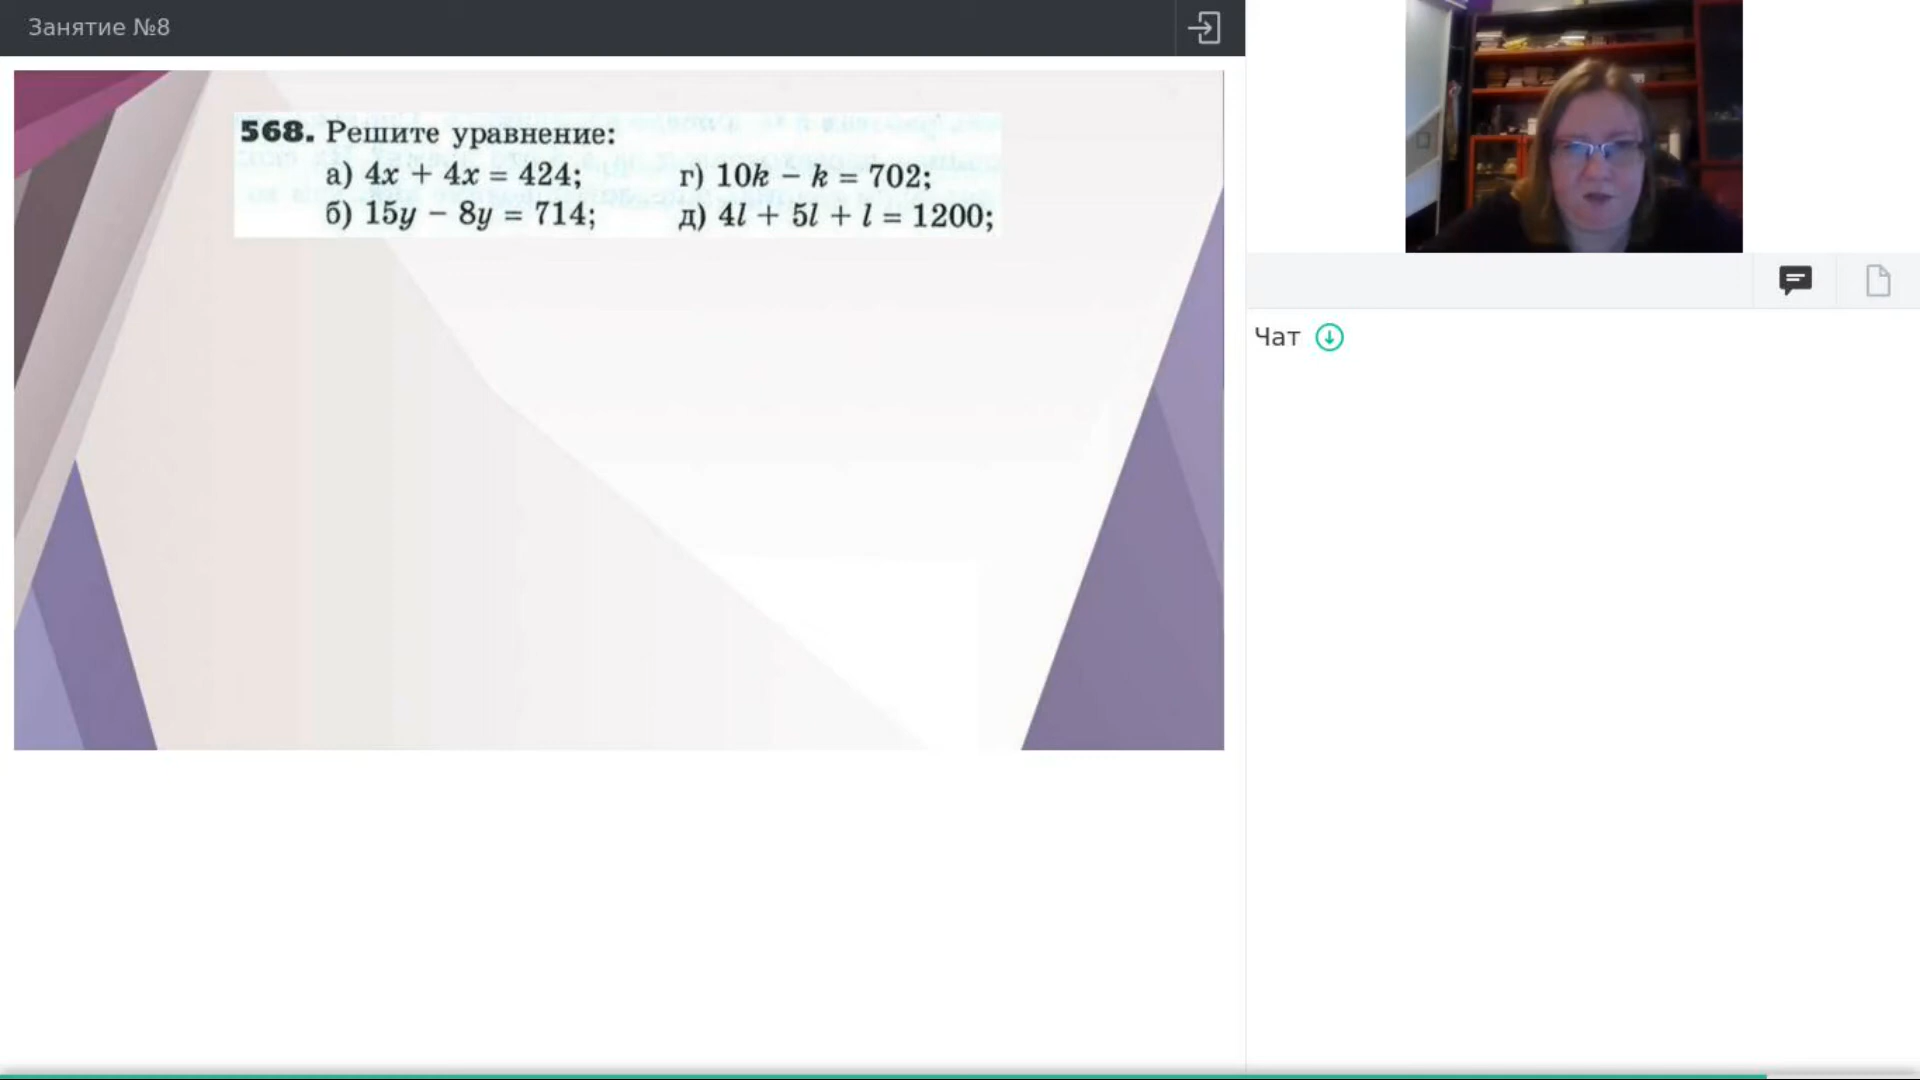 Занятие №8
568. Решите уравнение:
а) 4x + 4x = 424; г) 10k − k = 702;
б) 15y − 8y = 714; д) 4l + 5l + l = 1200;
Чат